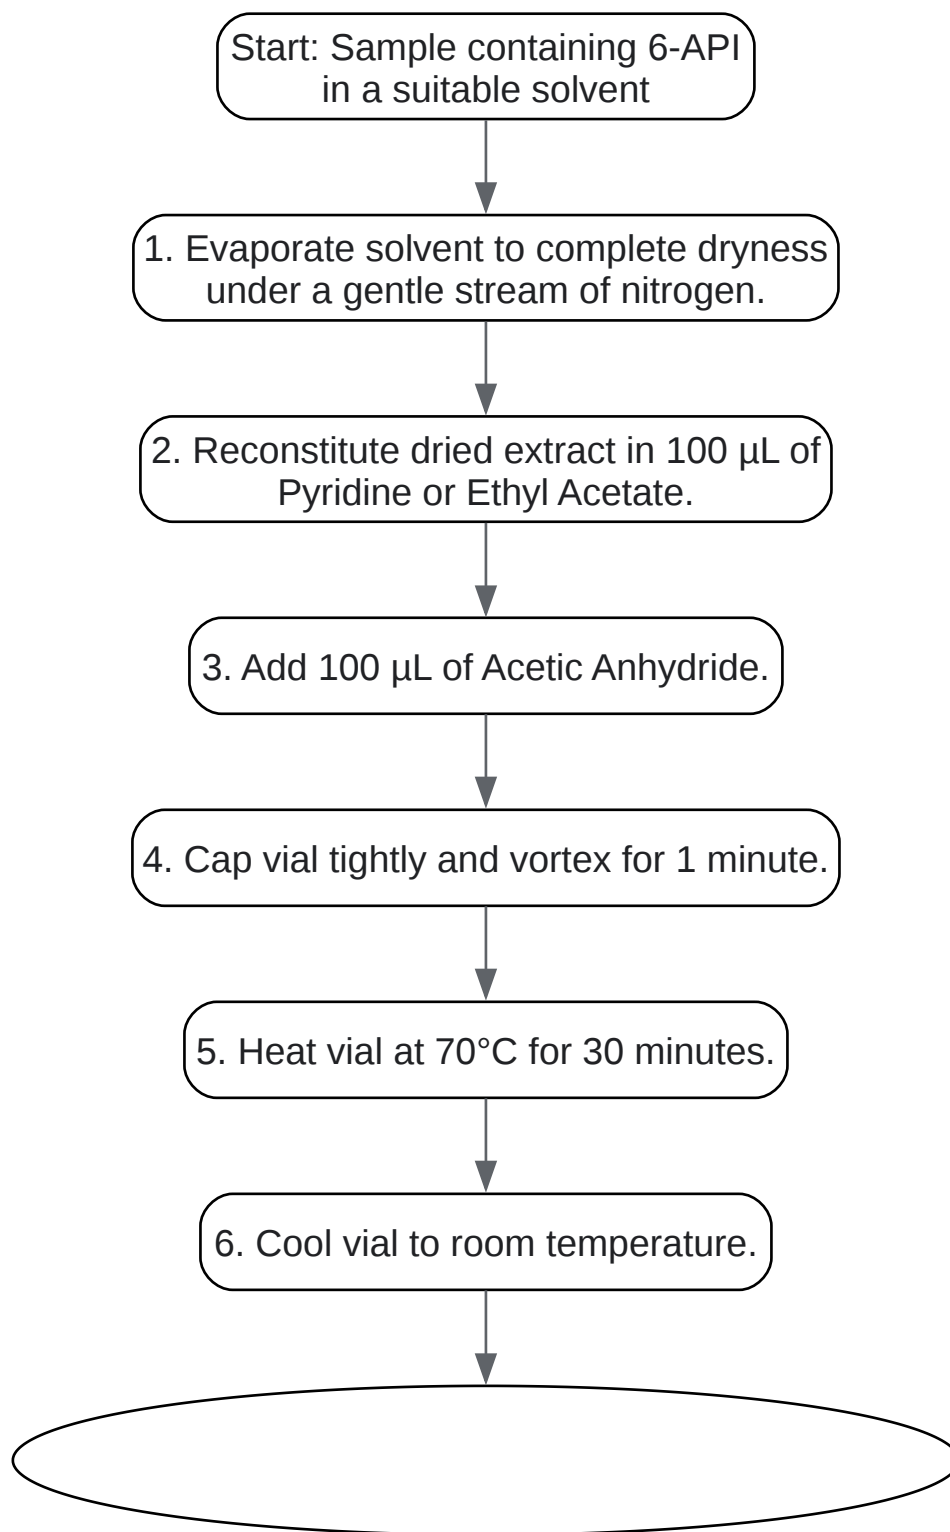 Start: Sample containing 6-API
in a suitable solvent
1. Evaporate solvent to complete dryness
under a gentle stream of nitrogen.
2. Reconstitute dried extract in 100 µL of
Pyridine or Ethyl Acetate.
3. Add 100 µL of Acetic Anhydride.
4. Cap vial tightly and vortex for 1 minute.
5. Heat vial at 70°C for 30 minutes.
6. Cool vial to room temperature.